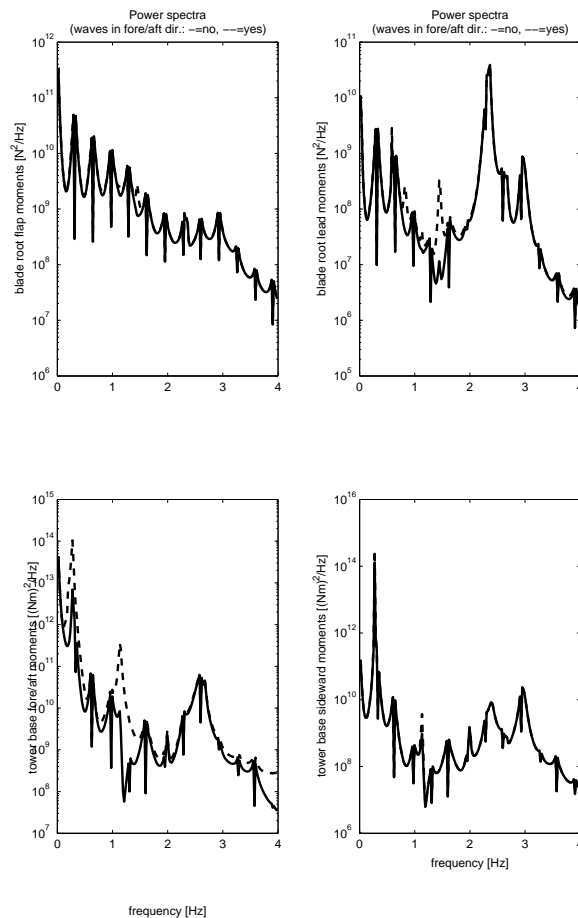 Power spectra
(waves in fore/aft dir.: −=no, −−=yes)
10^12
10^11
10^10
10^9
10^8
10^7
10^6
blade root flap moments [N^2/Hz]
0 1 2 3 4
Power spectra
(waves in fore/aft dir.: −=no, −−=yes)
10^11
10^10
10^9
10^8
10^7
10^6
10^5
blade root lead moments [N^2/Hz]
0 1 2 3 4
10^15
10^14
10^13
10^12
10^11
10^10
10^9
10^8
10^7
tower base fore/aft moments [(Nm)^2/Hz]
0 1 2 3 4
frequency [Hz]
10^16
10^14
10^12
10^10
10^8
10^6
tower base sideward moments [(Nm)^2/Hz]
0 1 2 3 4
frequency [Hz]